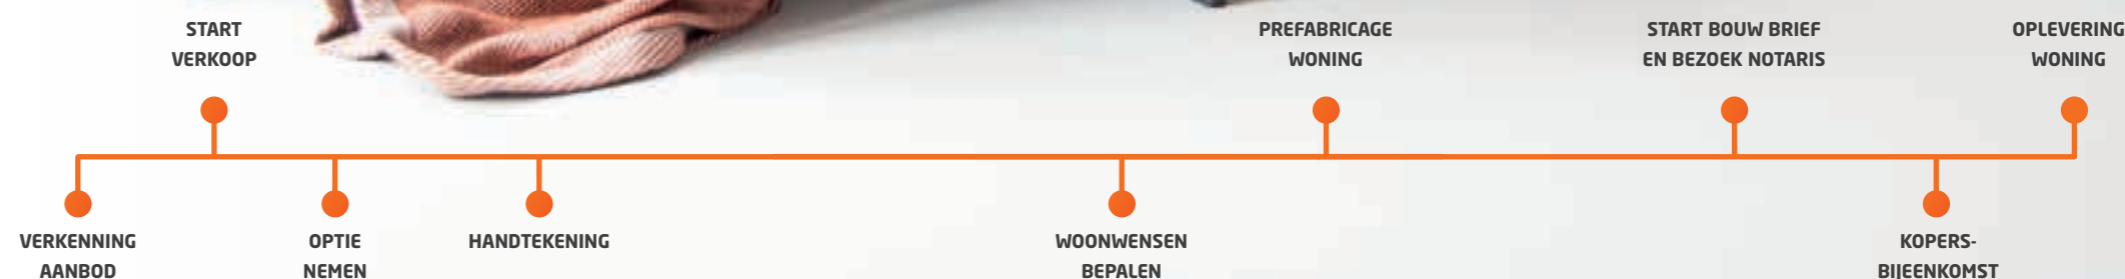 START
VERKOOP
PREFABRICAGE
WONING
START BOUW BRIEF
EN BEZOEK NOTARIS
OPLEVERING
WONING
VERKENNING
AANBOD
OPTIE
NEMEN
HANDTEKENING
WOONWENSEN
BEPALEN
KOPERS-
BIJEENKOMST